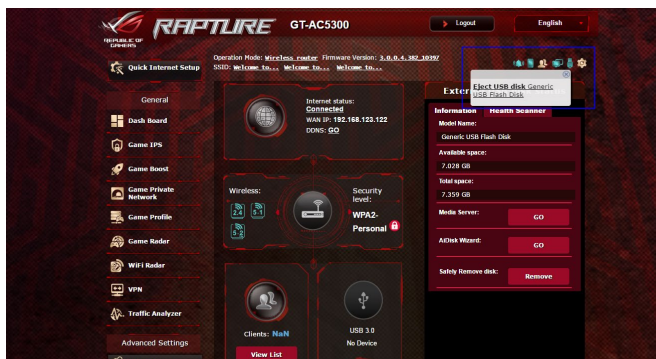 REPUBLIC OF
GAMERS
RAPTURE
GT-AC5300
Logout
English
Operation Mode: Wireless router Firmware Version: 3.0.0.4.382_10397
SSID: Welcome to... Welcome to... Welcome to...
Quick Internet Setup
General
Dash Board
Game IPS
Game Boost
Game Private
Network
Game Profile
Game Radar
WiFi Radar
VPN
Traffic Analyzer
Advanced Settings
Internet status:
Connected
WAN IP: 192.168.123.122
DDNS: GO
Wireless:
2.4
5-1
5-2
Security
level:
WPA2-
Personal
Clients: NaN
View List
USB 3.0
No Device
Eject USB disk Generic
USB Flash Disk
Information
Health Scanner
Model Name:
Generic USB Flash Disk
Available space:
7.028 GB
Total space:
7.359 GB
Media Server:
GO
AiDisk Wizard:
GO
Safely Remove disk:
Remove